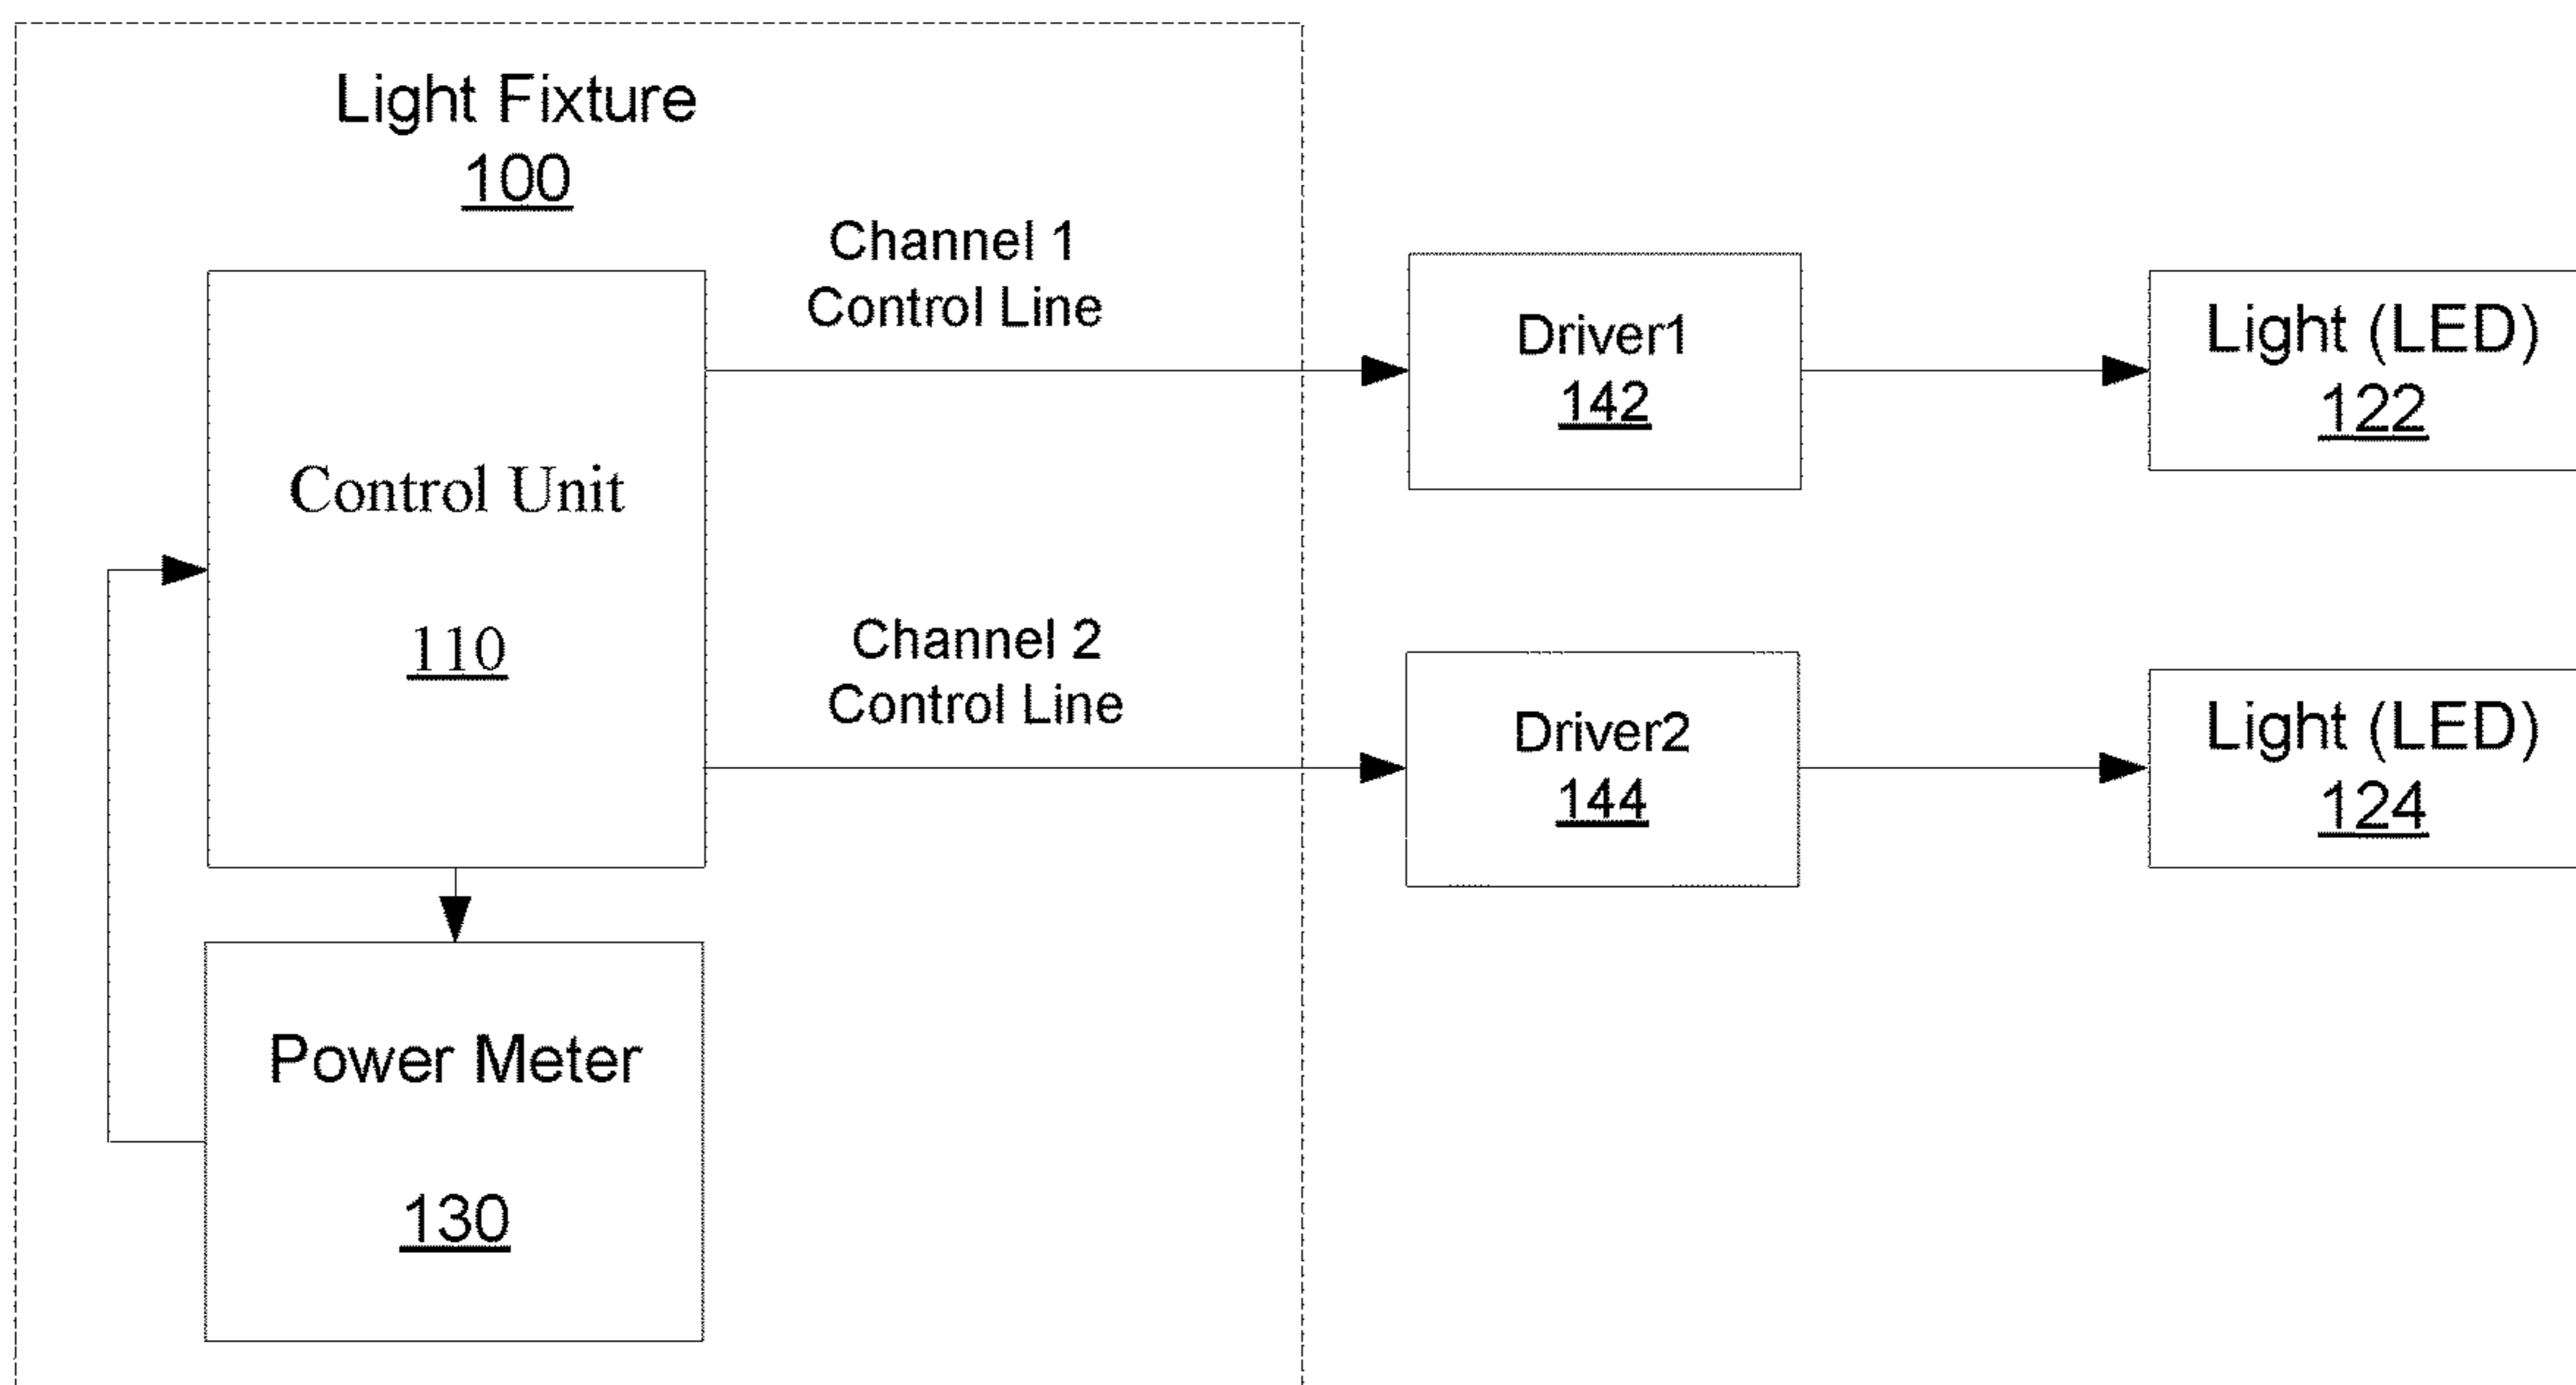 Light Fixture
100
Channel 1
Control Line
Driver1
142
Light (LED)
122
Control Unit
110
Channel 2
Control Line
Driver2
144
Light (LED)
124
Power Meter
130